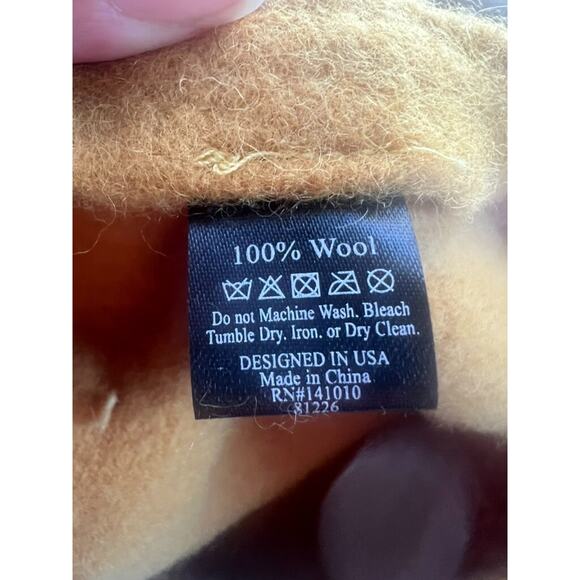 100% Wool
Do not Machine Wash. Bleach
Tumble Dry. Iron. or Dry Clean.
DESIGNED IN USA
Made in China
RN#141010
81226